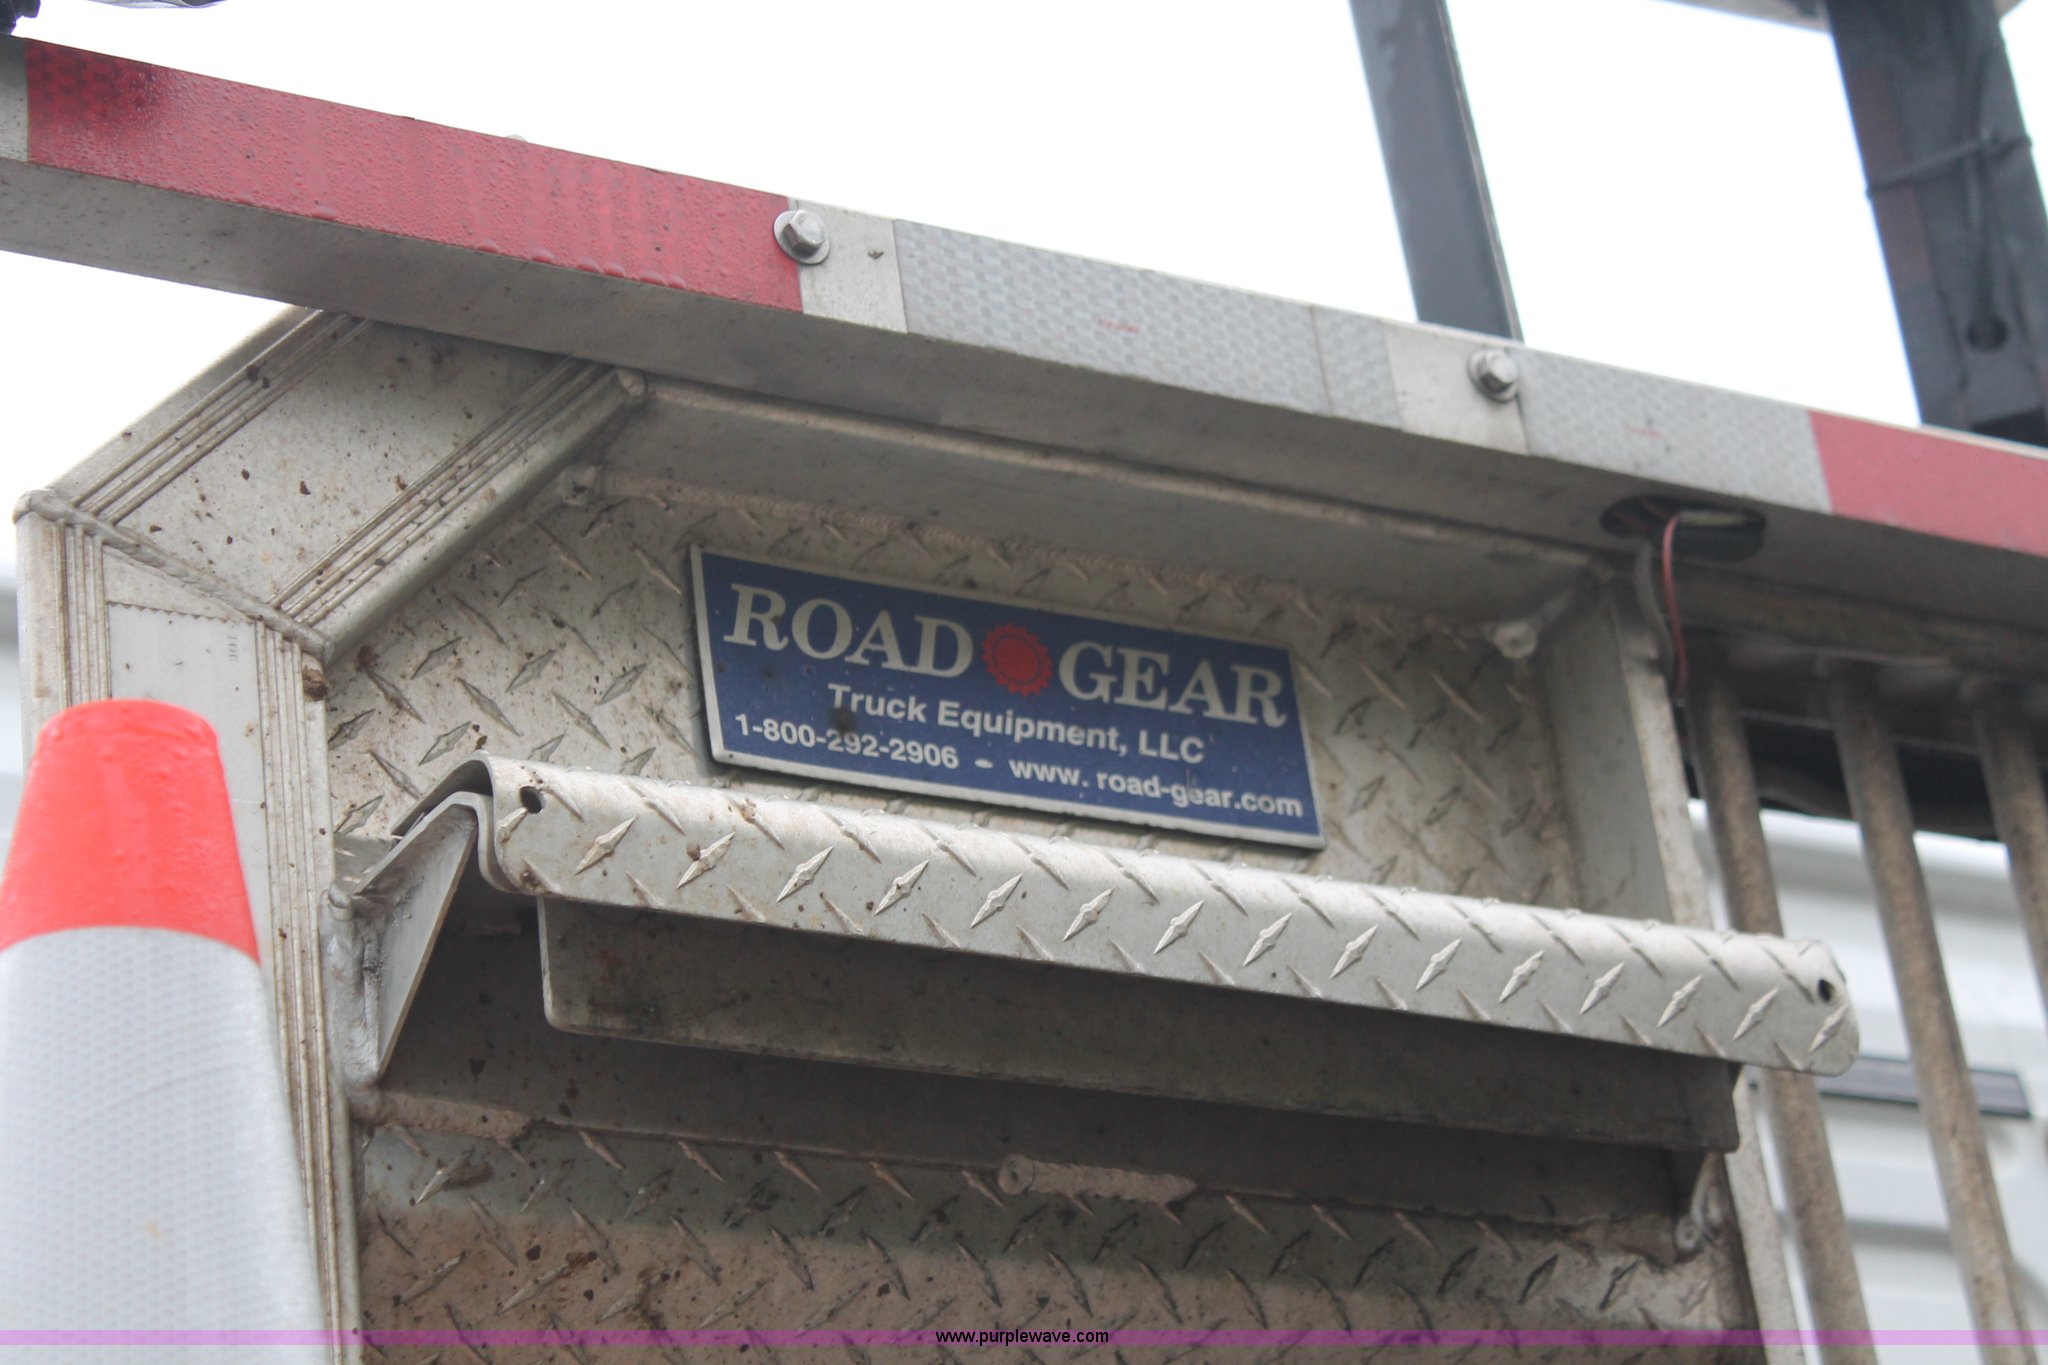 ROAD GEAR
Truck Equipment, LLC
1-800-292-2906 - www.road-gear.com
www.purplewave.com